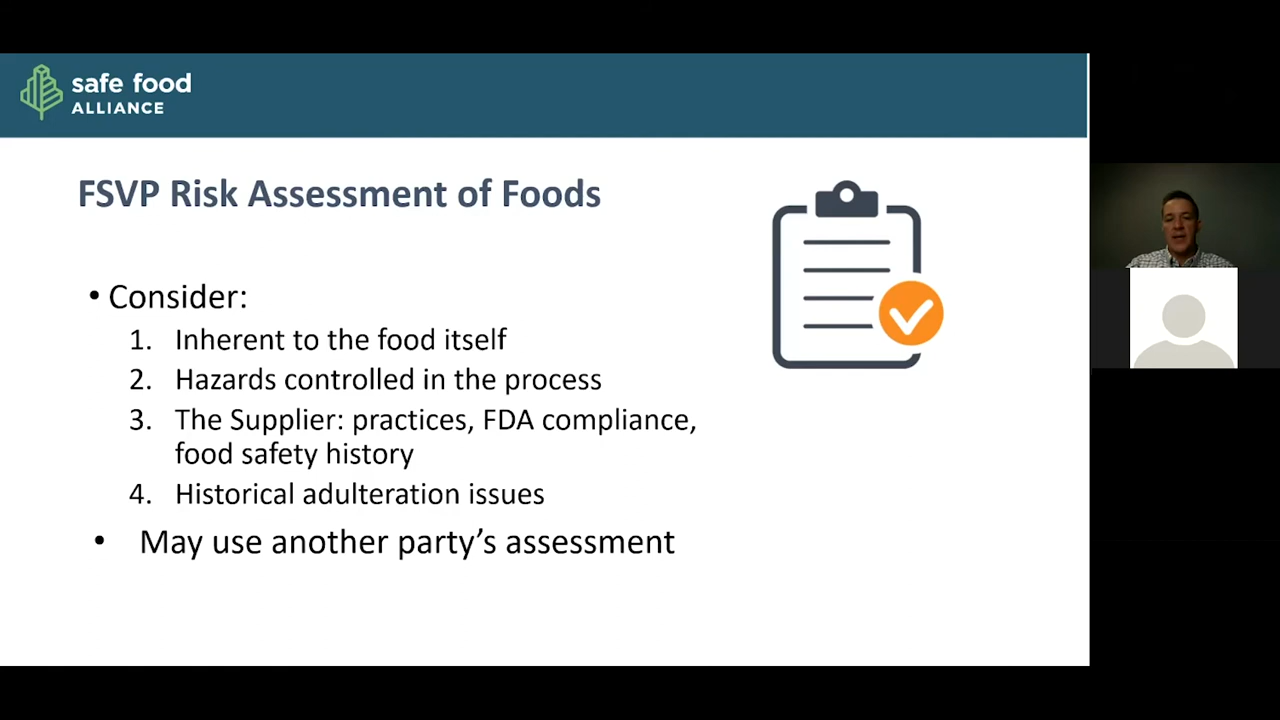 safe food
ALLIANCE
FSVP Risk Assessment of Foods
• Consider:
1. Inherent to the food itself
2. Hazards controlled in the process
3. The Supplier: practices, FDA compliance,
food safety history
4. Historical adulteration issues
• May use another party’s assessment